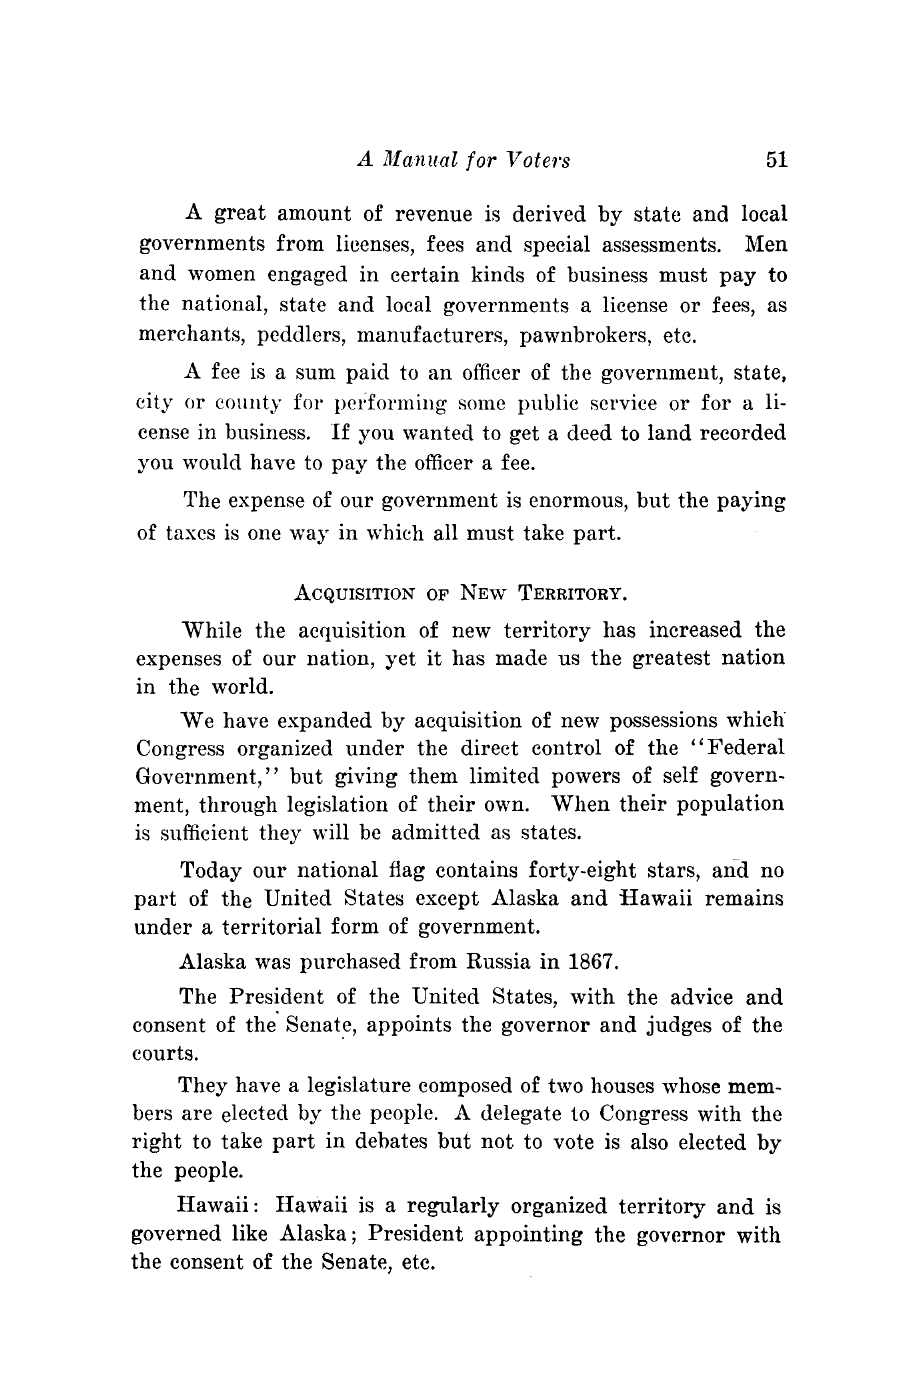 A Manual for Voters 51
A great amount of revenue is derived by state and local
governments from licenses, fees and special assessments. Men
and women engaged in certain kinds of business must pay to
the national, state and local governments a license or fees, as
merchants, peddlers, manufacturers, pawnbrokers, etc.
A fee is a sum paid to an officer of the government, state,
city or county for performing some public service or for a li-
cense in business. If you wanted to get a deed to land recorded
you would have to pay the officer a fee.
The expense of our government is enormous, but the paying
of taxes is one way in which all must take part.
Acquisition of New Territory.
While the acquisition of new territory has increased the
expenses of our nation, yet it has made us the greatest nation
in the world.
We have expanded by acquisition of new possessions which
Congress organized under the direct control of the "Federal
Government," but giving them limited powers of self govern-
ment, through legislation of their own. When their population
is sufficient they will be admitted as states.
Today our national flag contains forty-eight stars, and no
part of the United States except Alaska and Hawaii remains
under a territorial form of government.
Alaska was purchased from Russia in 1867.
The President of the United States, with the advice and
consent of the Senate, appoints the governor and judges of the
courts.
They have a legislature composed of two houses whose mem-
bers are elected by the people. A delegate to Congress with the
right to take part in debates but not to vote is also elected by
the people.
Hawaii: Hawaii is a regularly organized territory and is
governed like Alaska; President appointing the governor with
the consent of the Senate, etc.